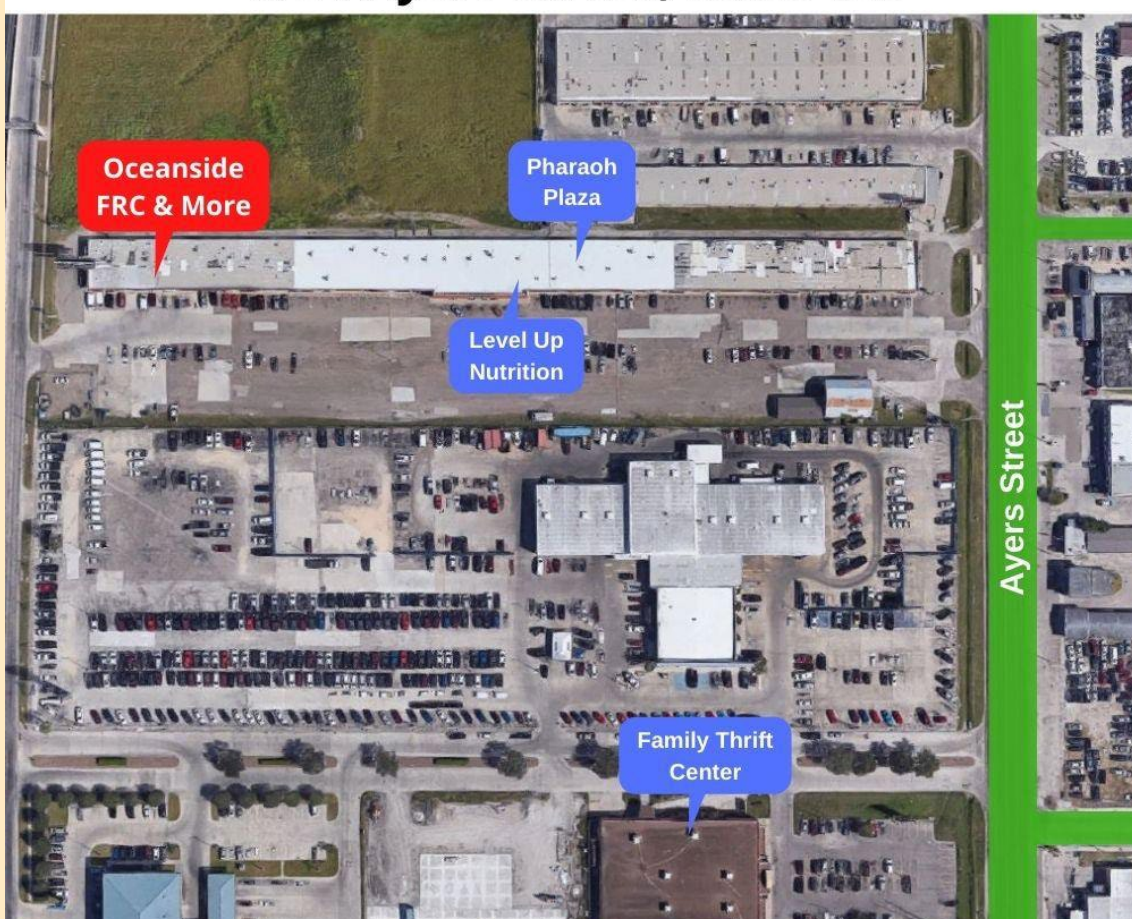 Oceanside
FRC & More
Pharaoh
Plaza
Level Up
Nutrition
Ayers Street
Family Thrift
Center